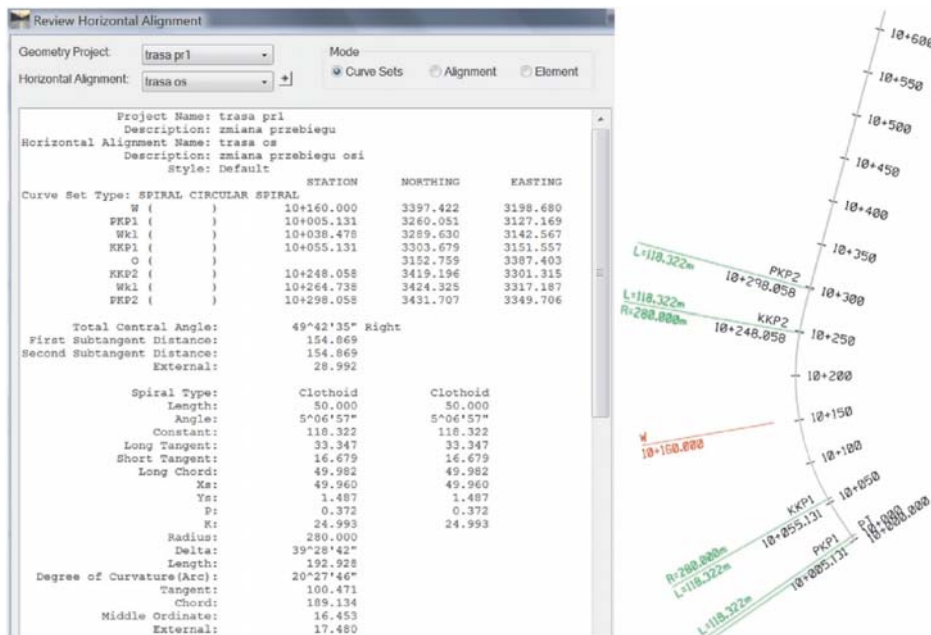 Review Horizontal Alignment
Geometry Project: trasa pr1
Horizontal Alignment: trasa os
Mode
Curve Sets Alignment Element
Project Name: trasa pr1
Description: zmiana przebiegu
Horizontal Alignment Name: trasa os
Description: zmiana przebiegu osi
Style: Default
STATION NORTHING EASTING
Curve Set Type: SPIRAL CIRCULAR SPIRAL
W ( ) 10+160.000 3397.422 3198.680
PKP1 ( ) 10+005.131 3260.051 3127.169
Wk1 ( ) 10+038.478 3289.630 3142.567
KKP1 ( ) 10+055.131 3303.679 3151.557
O ( ) 3152.759 3387.403
KKP2 ( ) 10+248.058 3419.196 3301.315
Wk1 ( ) 10+264.738 3424.325 3317.187
PKP2 ( ) 10+298.058 3431.707 3349.706
Total Central Angle: 49^42'35" Right
First Subtangent Distance: 154.869
Second Subtangent Distance: 154.869
External: 28.992
Spiral Type: Clothoid Clothoid
Length: 50.000 50.000
Angle: 5^06'57" 5^06'57"
Constant: 118.322 118.322
Long Tangent: 33.347 33.347
Short Tangent: 16.679 16.679
Long Chord: 49.982 49.982
Xs: 49.960 49.960
Ys: 1.487 1.487
P: 0.372 0.372
K: 24.993 24.993
Radius: 280.000
Delta: 39^28'42"
Length: 192.928
Degree of Curvature(Arc): 20^27'46"
Tangent: 100.471
Chord: 189.134
Middle Ordinate: 16.453
External: 17.480
10+600
10+550
10+500
10+450
10+400
10+350
L=118.322m
PKP2
10+298.058
10+300
L=118.322m
R=280.000m
KKP2
10+248.058
10+250
10+200
10+150
W
10+160.000
10+100
10+050
KKP1
10+055.131
R=280.000m
L=118.322m
PT
10+000
10+000.000
PKP1
10+005.131
L=118.322m